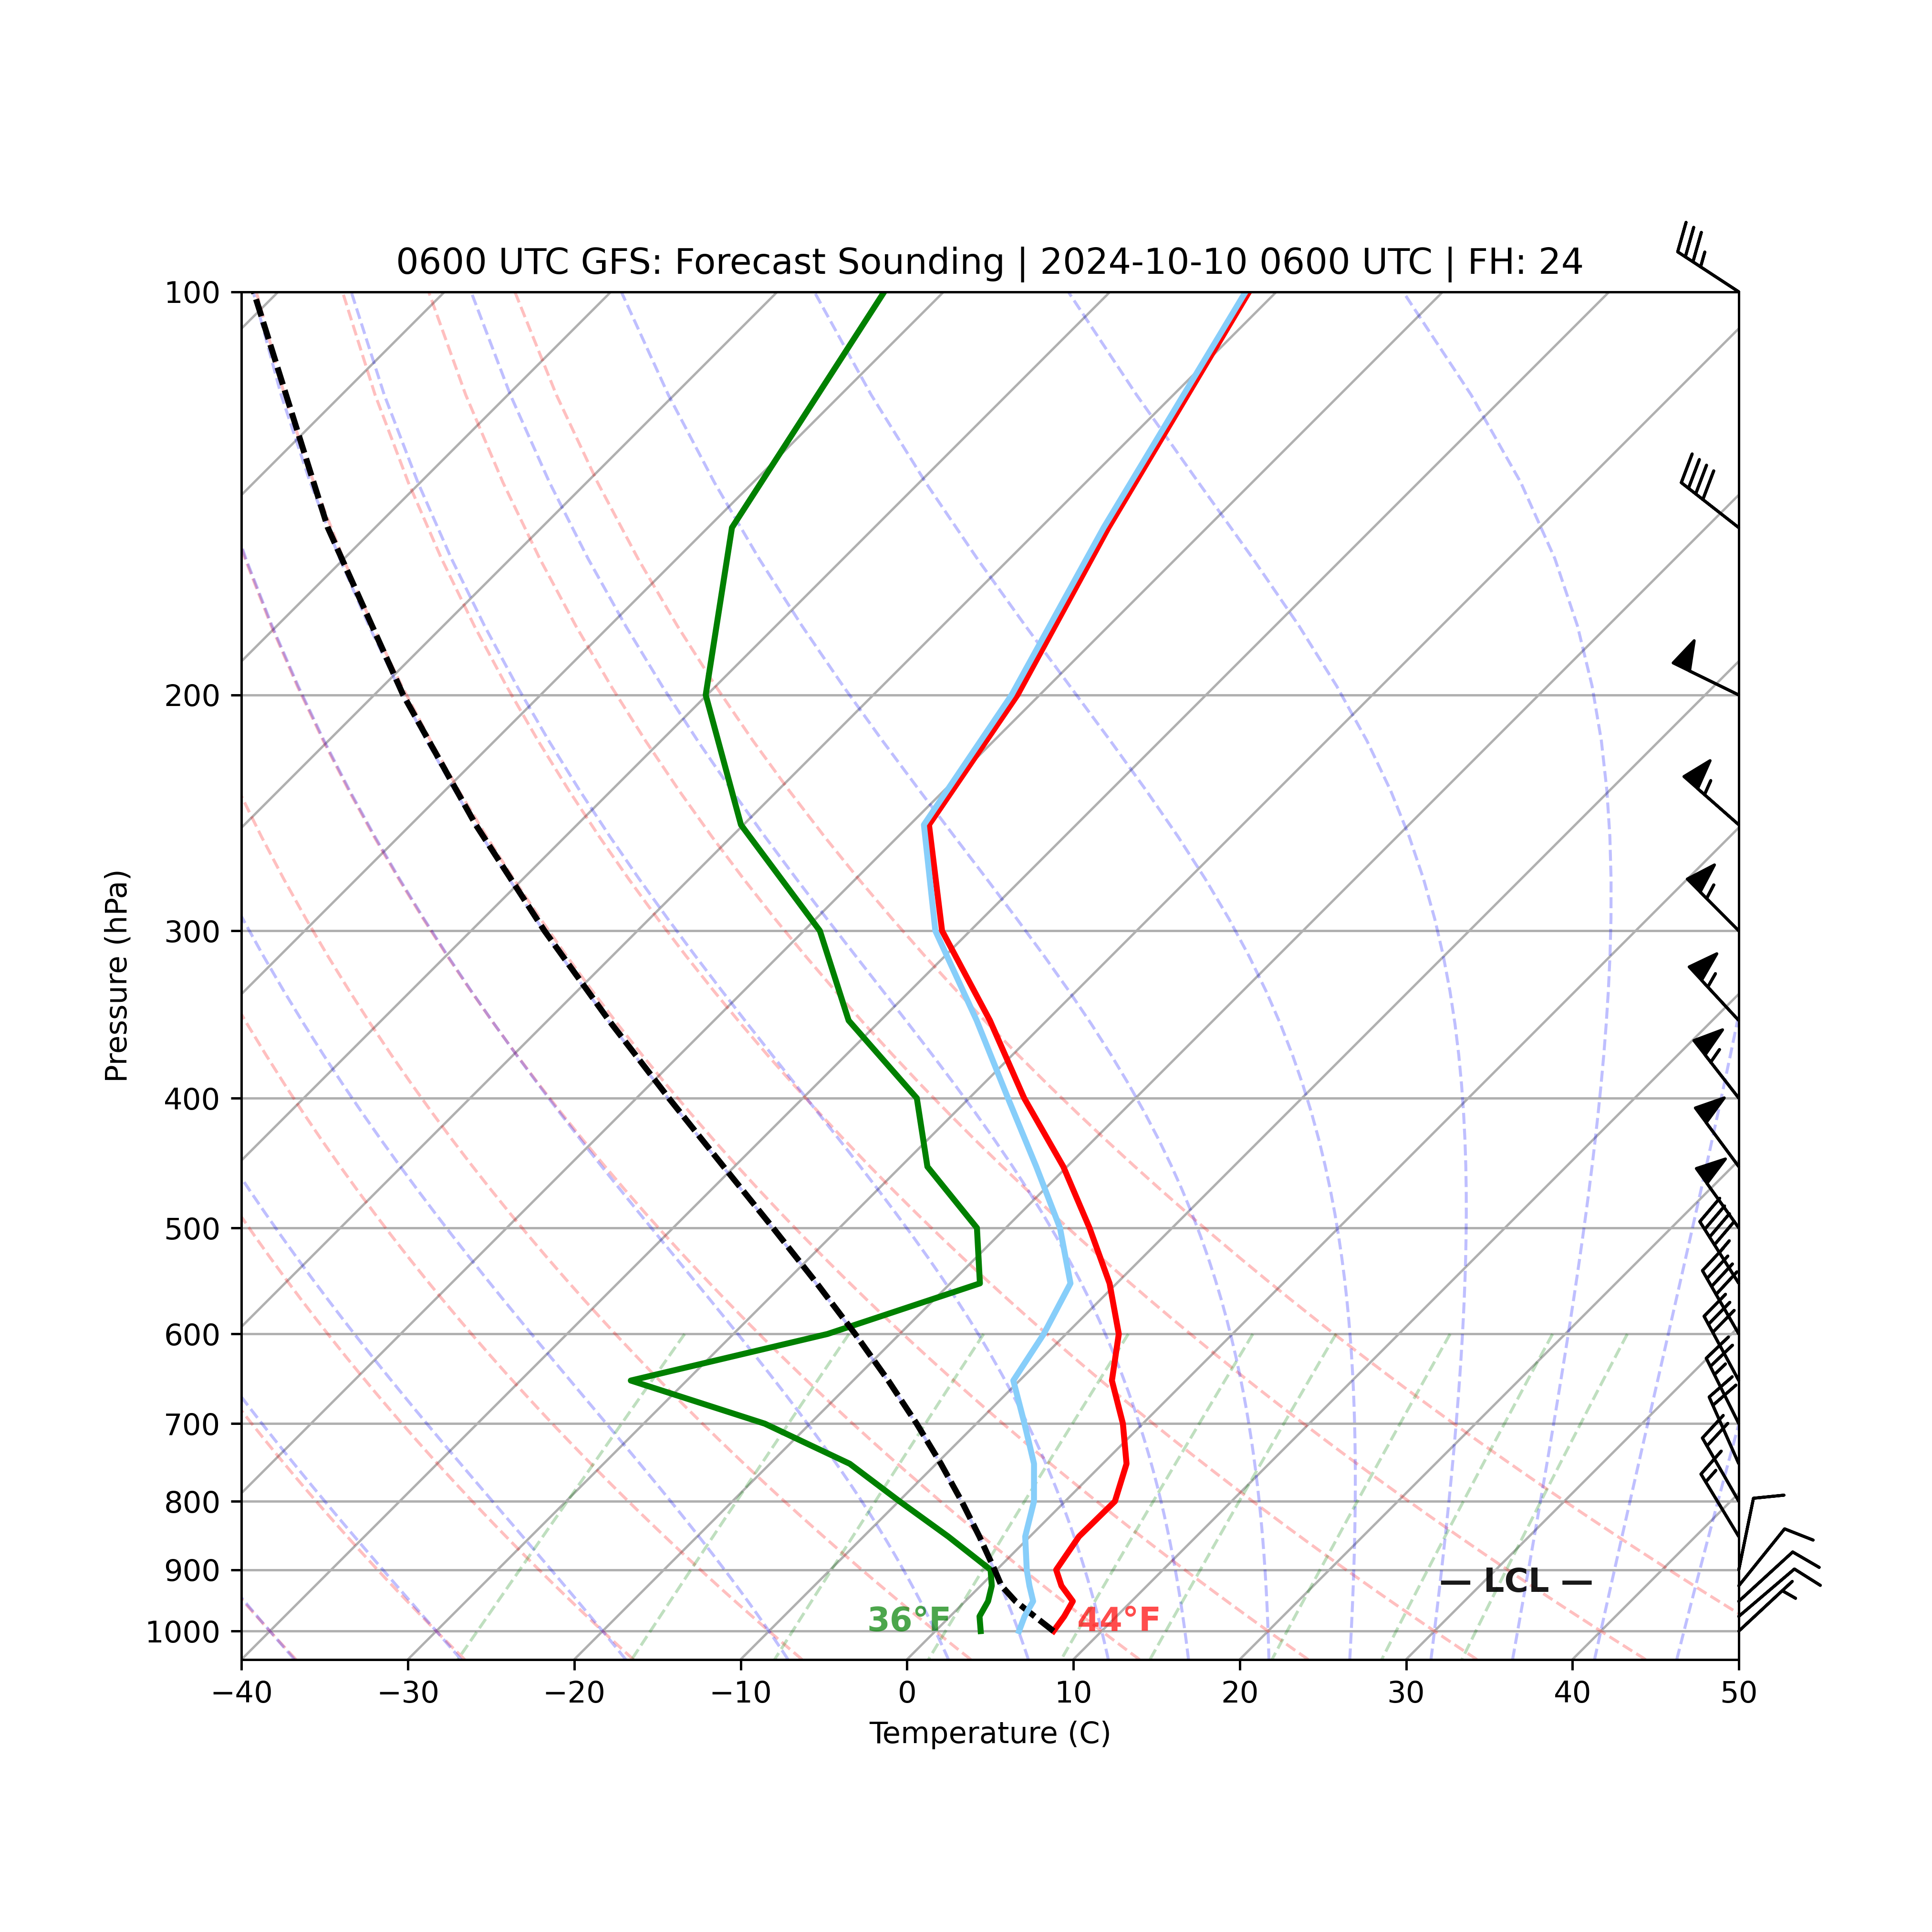 0600 UTC GFS: Forecast Sounding | 2024-10-10 0600 UTC | FH: 24
100
200
300
400
500
600
700
800
900
1000
Pressure (hPa)
— LCL —
36°F
44°F
−40 −30 −20 −10 0 10 20 30 40 50
Temperature (C)